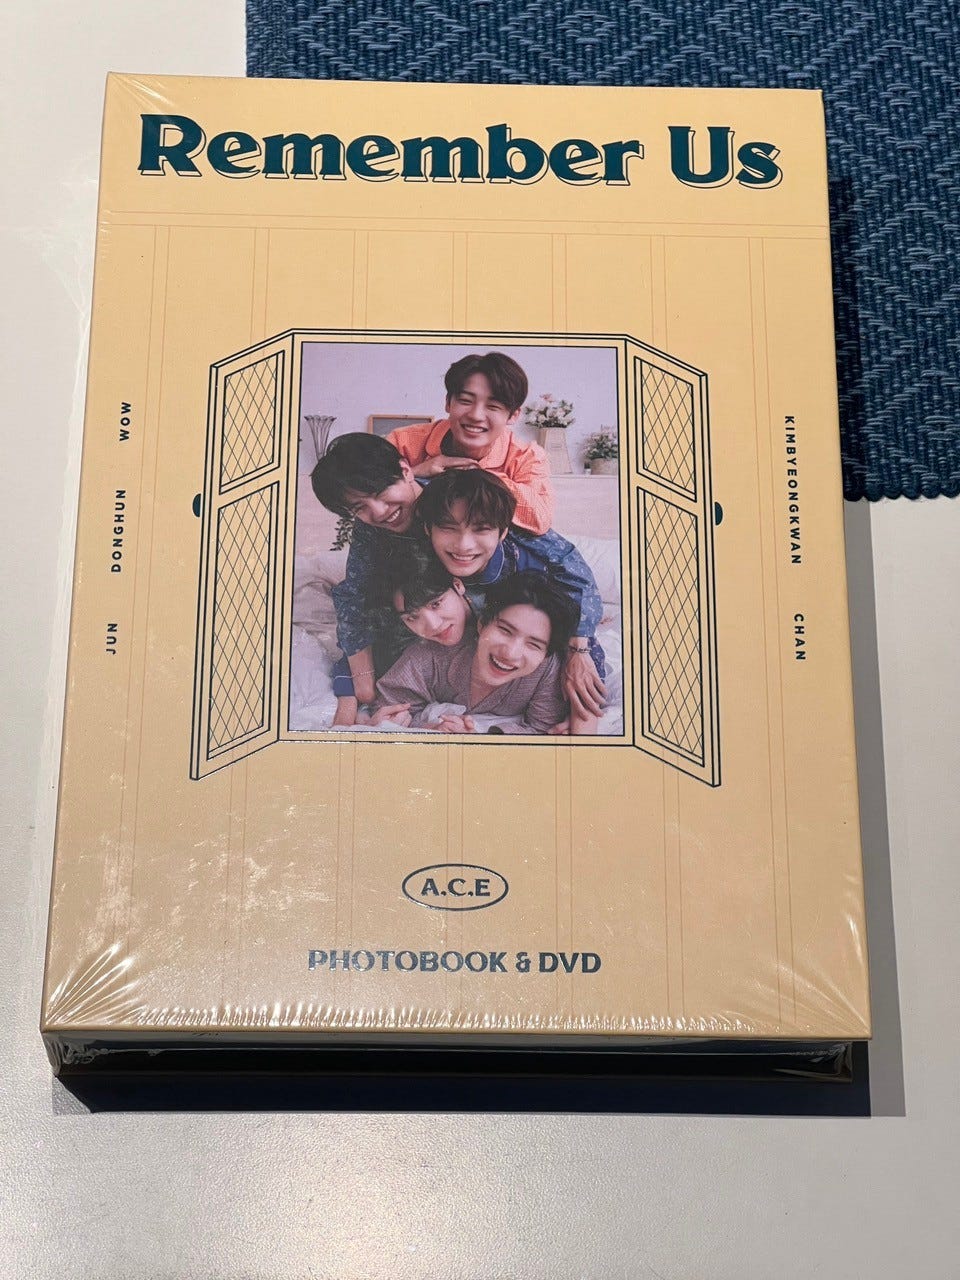 Remember Us
JUN DONGHUN WOW
KIMBYEONGKWAN CHAN
A.C.E
PHOTOBOOK & DVD